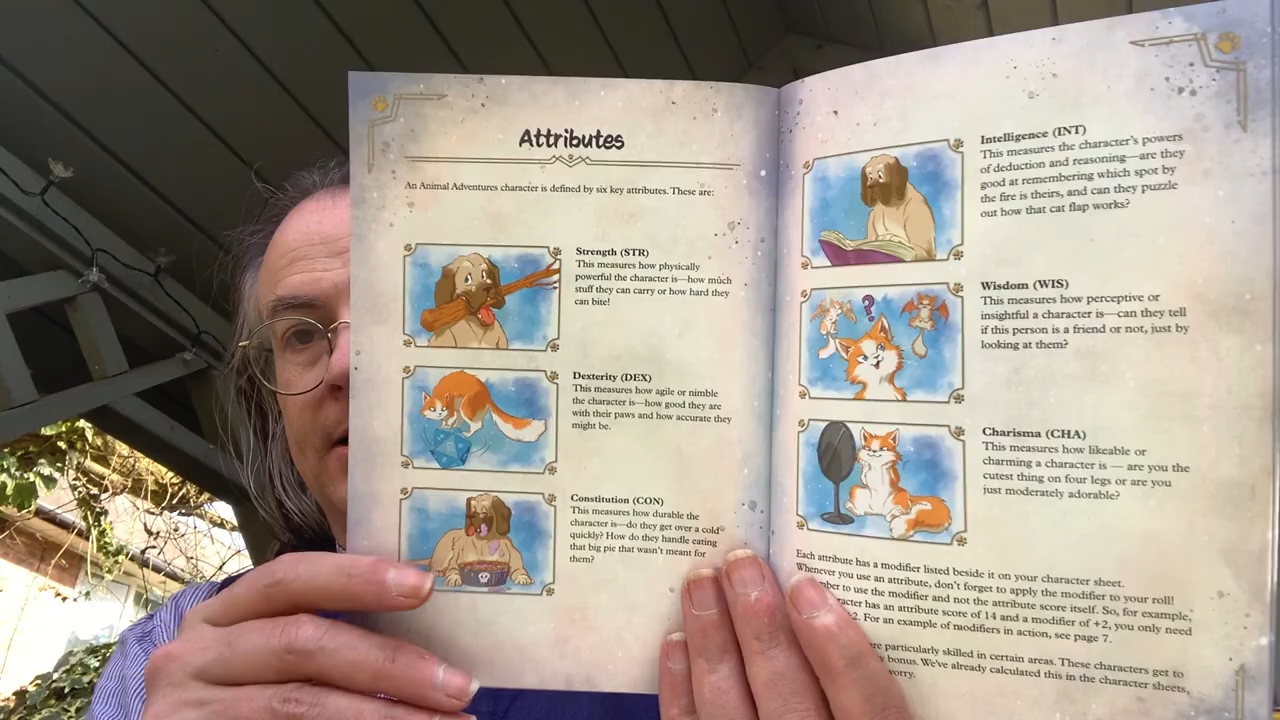 Attributes
An Animal Adventures character is defined by six key attributes. These are:
Strength (STR)
This measures how physically
powerful the character is—how much
stuff they can carry or how hard they
can bite!
Dexterity (DEX)
This measures how agile or nimble
the character is—how good they are
with their paws and how accurate they
might be.
Constitution (CON)
This measures how durable the
character is—do they get over a cold
quickly? How do they handle eating
that big pie that wasn't meant for
them?
Intelligence (INT)
This measures the character's powers
of deduction and reasoning—are they
good at remembering which spot by
the fire is theirs, and can they puzzle
out how that cat flap works?
Wisdom (WIS)
This measures how perceptive or
insightful a character is—can they tell
if this person is a friend or not, just by
looking at them?
Charisma (CHA)
This measures how likeable or
charming a character is — are you the
cutest thing on four legs or are you
just moderately adorable?
Each attribute has a modifier listed beside it on your character sheet.
Whenever you use an attribute, don't forget to apply the modifier to your roll!
to use the modifier and not the attribute score itself. So, for example,
has an attribute score of 14 and a modifier of +2, you only need
For an example of modifiers in action, see page 7.
particularly skilled in certain areas. These characters get to
bonus. We've already calculated this in the character sheets,
worry.